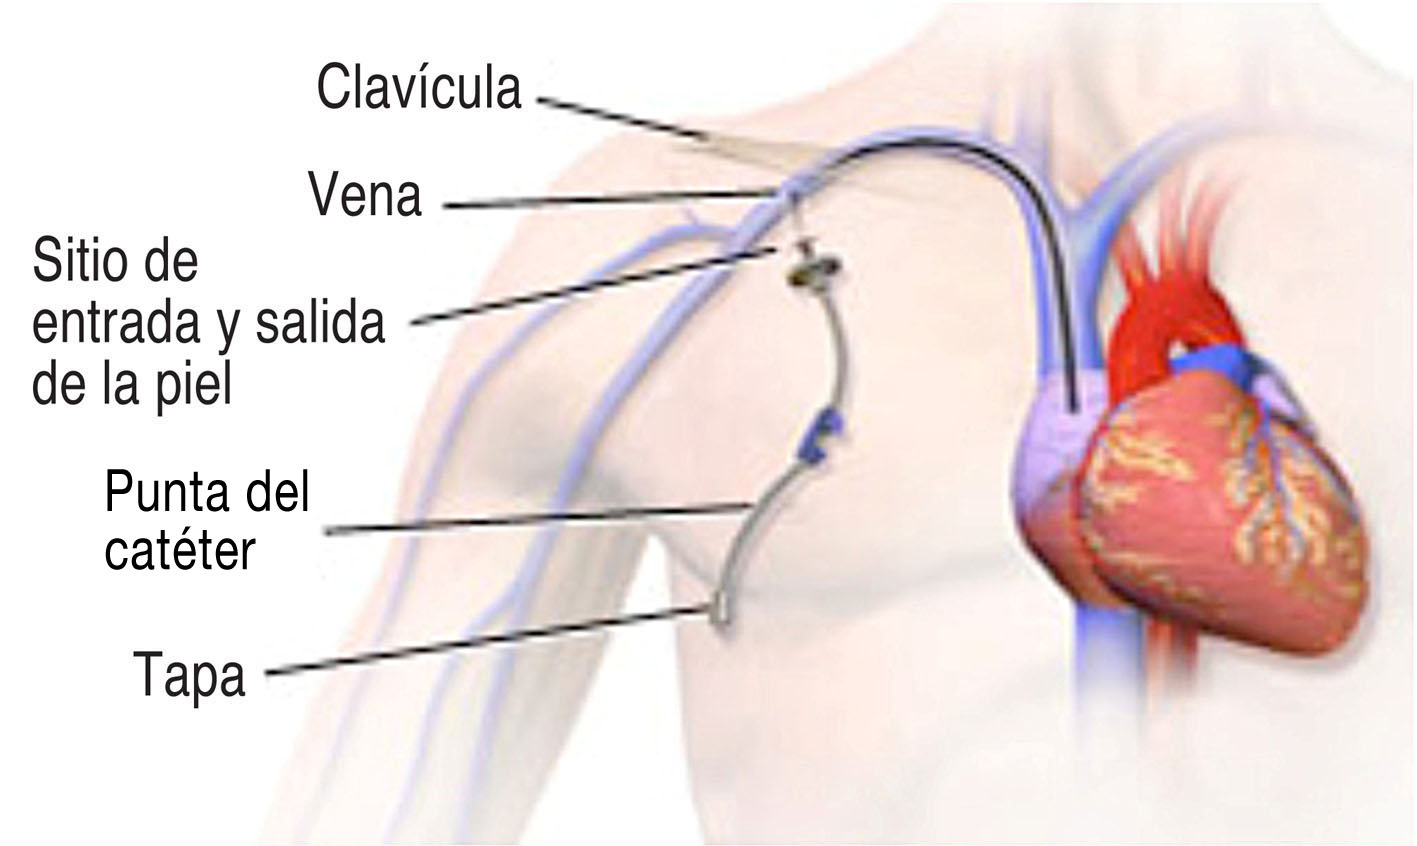 Clavícula
Vena
Sitio de
entrada y salida
de la piel
Punta del
catéter
Tapa